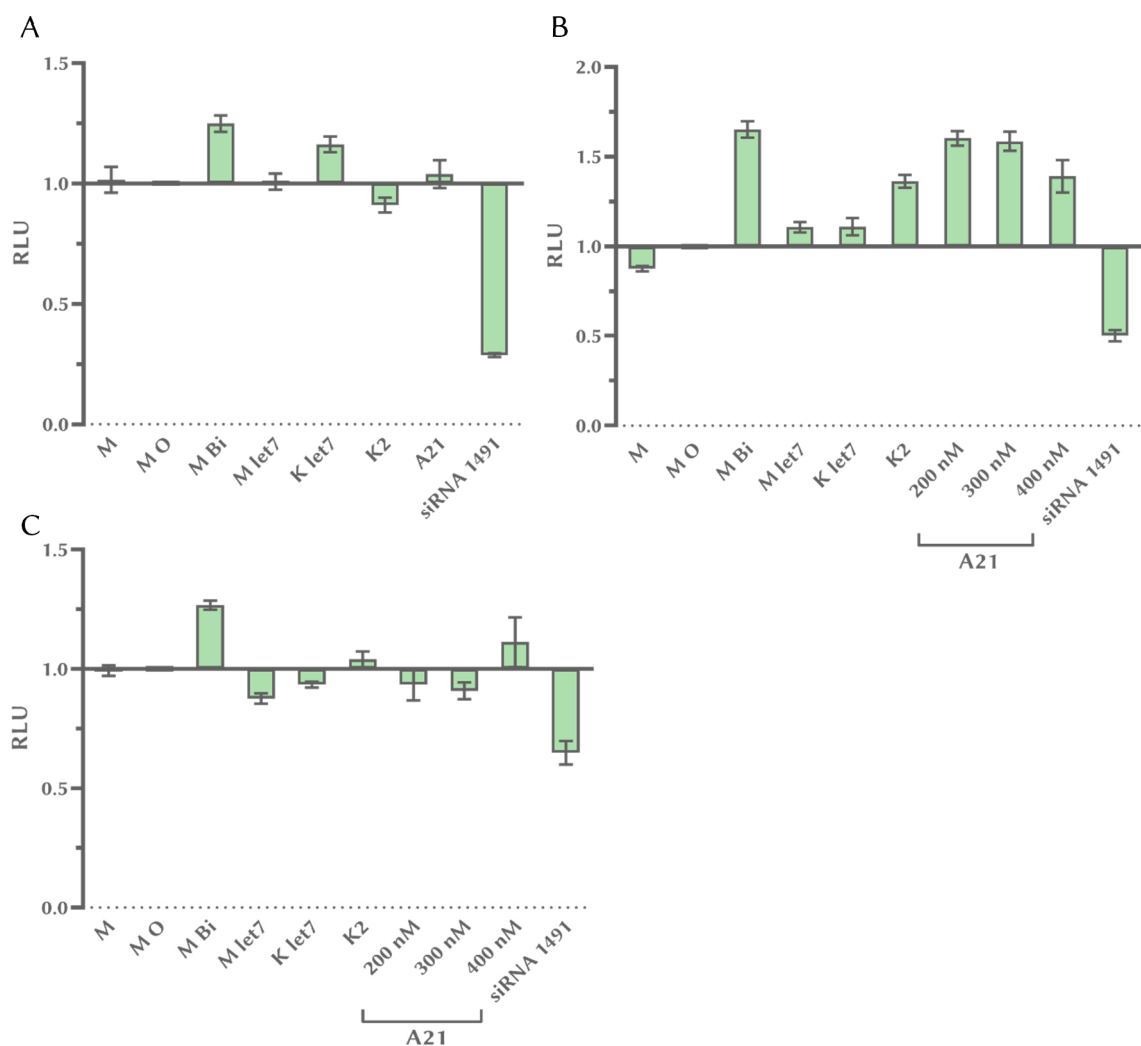 A
RLU
1.5
1.0
0.5
0.0
M
M O
M Bi
M let7
K let7
K2
A21
siRNA 1491
B
RLU
2.0
1.5
1.0
0.5
0.0
M
M O
M Bi
M let7
K let7
K2
200 nM
300 nM
400 nM
siRNA 1491
A21
C
RLU
1.5
1.0
0.5
0.0
M
M O
M Bi
M let7
K let7
K2
200 nM
300 nM
400 nM
siRNA 1491
A21